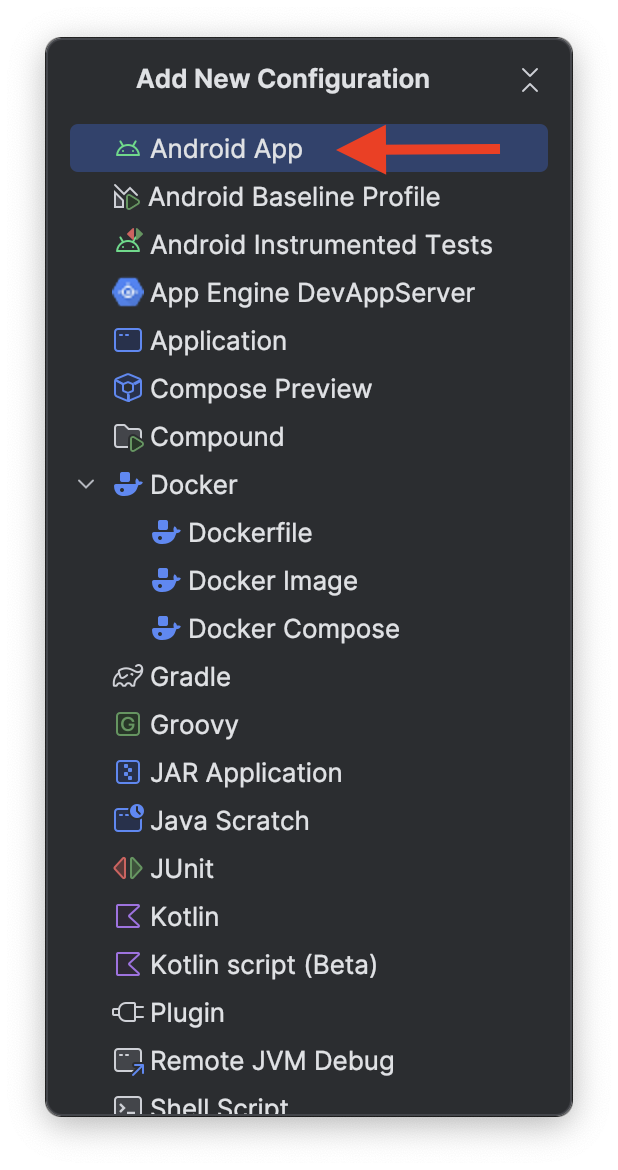 Add New Configuration
Android App
Android Baseline Profile
Android Instrumented Tests
App Engine DevAppServer
Application
Compose Preview
Compound
Docker
Dockerfile
Docker Image
Docker Compose
Gradle
G Groovy
JAR Application
Java Scratch
JUnit
Kotlin
Kotlin script (Beta)
Plugin
Remote JVM Debug
Shell Script